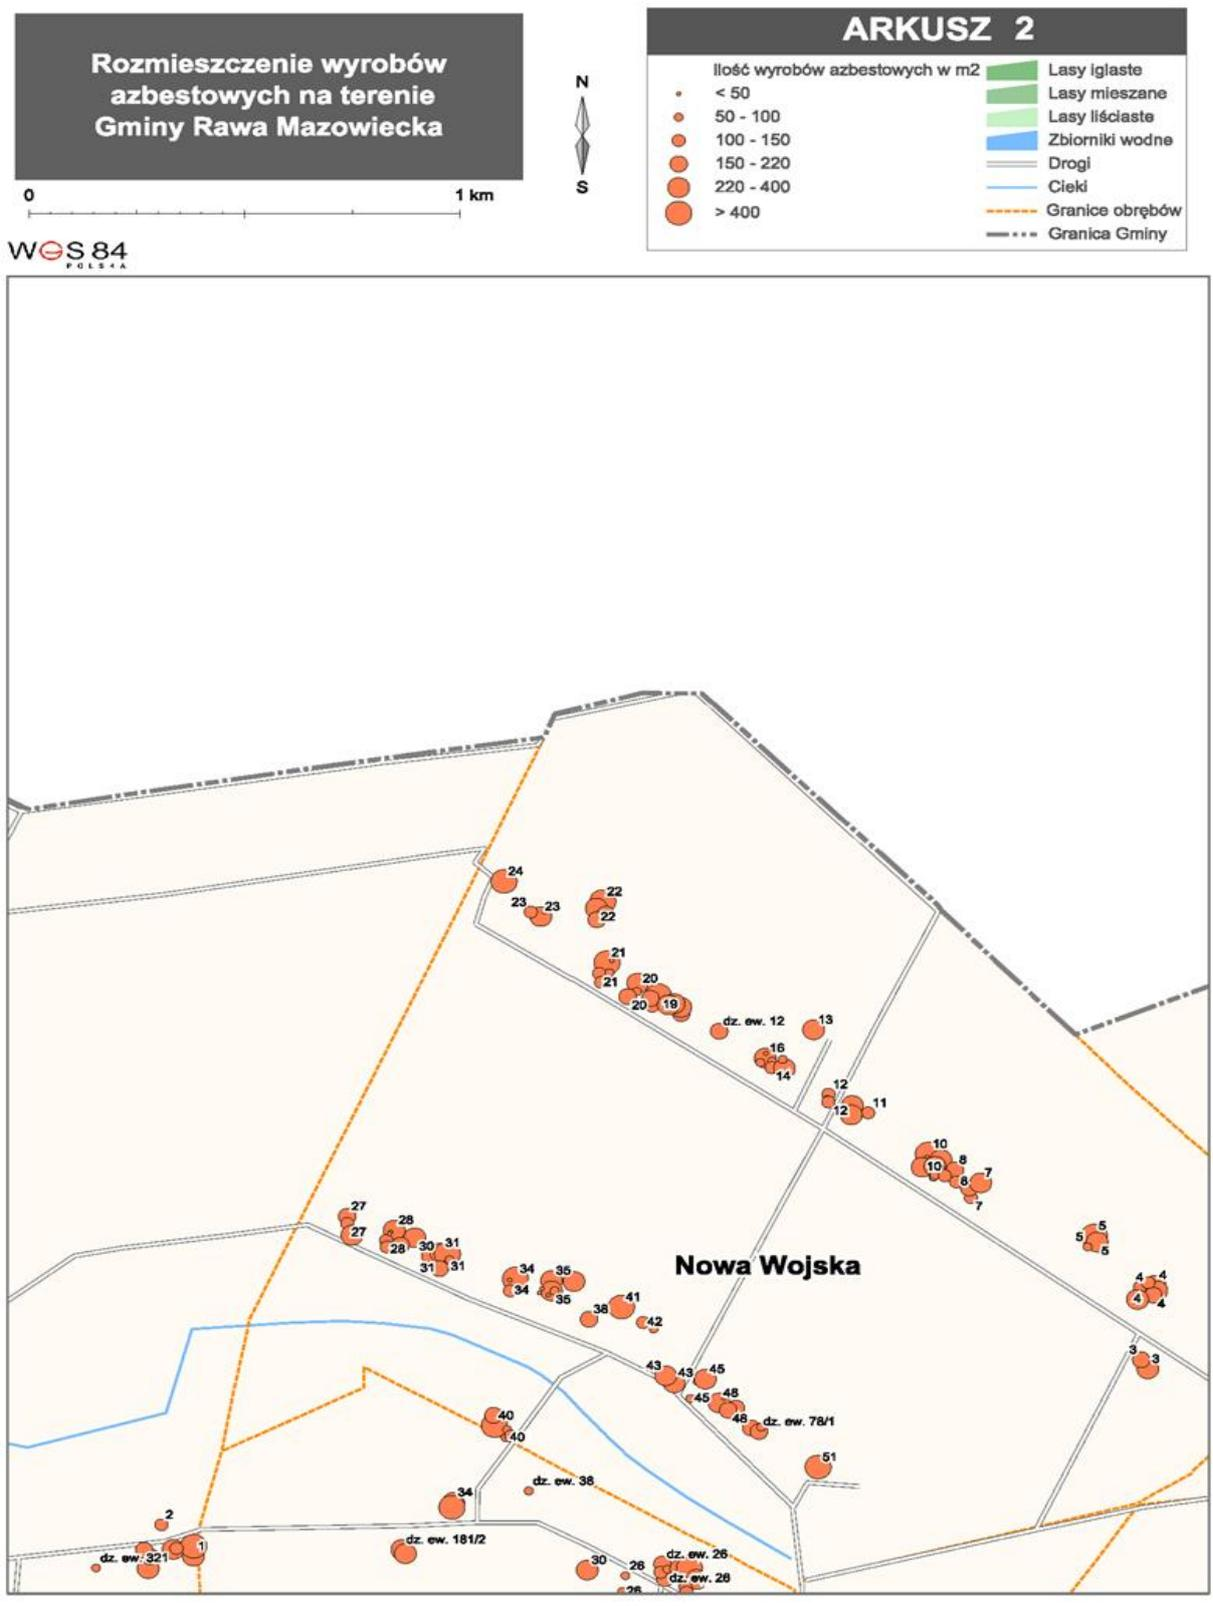 Rozmieszczenie wyrobów
azbestowych na terenie
Gminy Rawa Mazowiecka
0 1 km
WGS 84
POLSKA
N
S
ARKUSZ 2
Ilość wyrobów azbestowych w m2
< 50
50 - 100
100 - 150
150 - 220
220 - 400
> 400
Lasy iglaste
Lasy mieszane
Lasy liściaste
Zbiorniki wodne
Drogi
Cieki
Granice obrębów
Granica Gminy
24
22
23 23
22
21
21
20
20 19
dz. ew. 12 13
16
14
12
12 11
10
10 8
8 7
7
5
5
5
4 4
4 4
3 3
27
27
28
28 30 31
31 31
34 35
34 35
41
38 42
Nowa Wojska
43 43 45
45 48
48 dz. ew. 78/1
51
40
40
dz. ew. 38
34
2
1
dz. ew. 321
dz. ew. 181/2
30 26
dz. ew. 26
dz. ew. 26
26